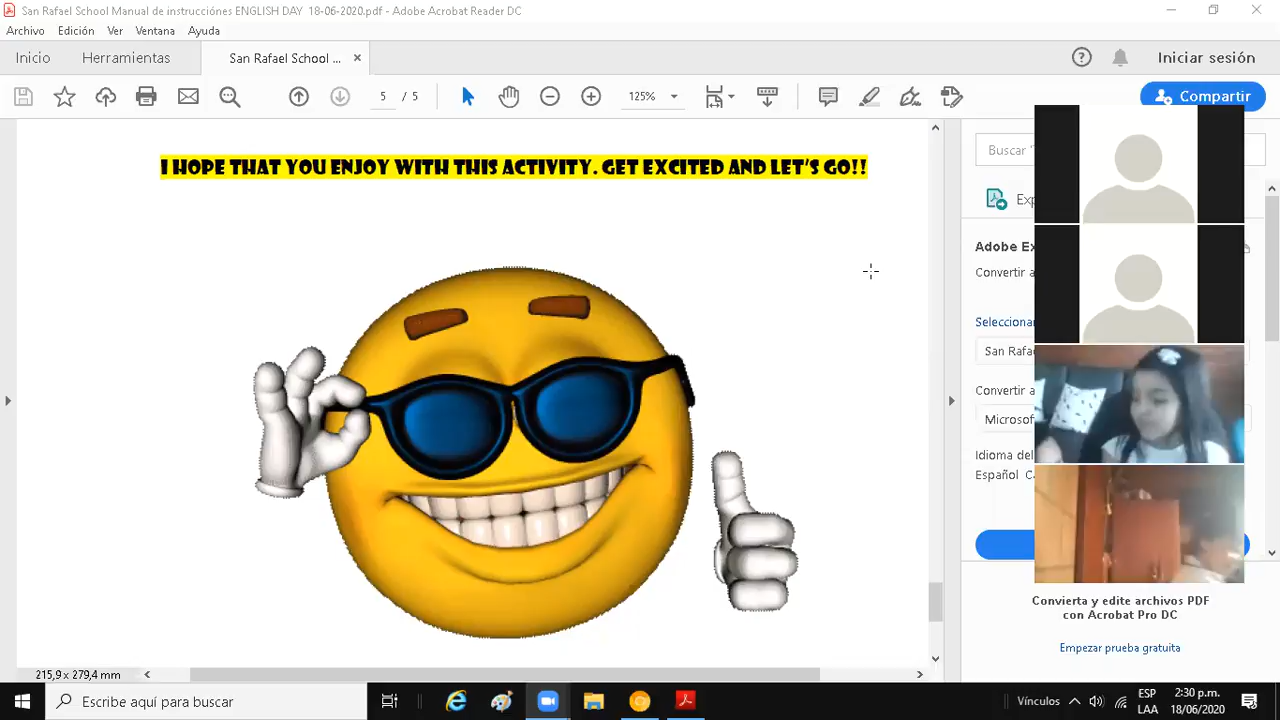 San Rafael School Manual de instrucciónes ENGLISH DAY 18-06-2020.pdf - Adobe Acrobat Reader DC
Archivo Edición Ver Ventana Ayuda
Inicio Herramientas San Rafael School ... Iniciar sesión
5 / 5 125% Compartir
I HOPE THAT YOU ENJOY WITH THIS ACTIVITY. GET EXCITED AND LET'S GO!!
Buscar
Adobe
Convertir
San
Convertir
Idioma del
Español
Convierta y edite archivos PDF
con Acrobat Pro DC
Empezar prueba gratuita
215,9 x 279,4 mm
Escribe aquí para buscar
Vínculos ESP 2:30 p.m.
LAA 18/06/2020